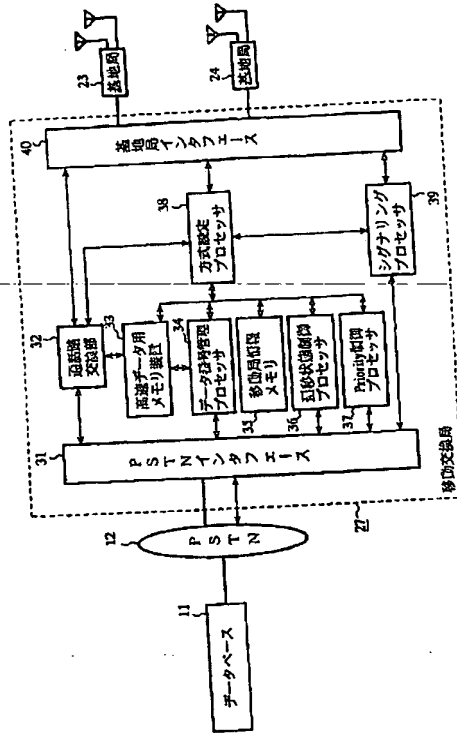 11
データベース
12
PSTN
27
移動交換局
31
PSTNインタフェース
32
通話路
交換部
33
高速データ用
メモリ装置
34
データ信号管理
プロセッサ
35
移動局情報
メモリ
36
回線状態制御
プロセッサ
37
Priority制御
プロセッサ
38
方式設定
プロセッサ
39
シグナリング
プロセッサ
40
基地局インタフェース
23
基地局
24
基地局